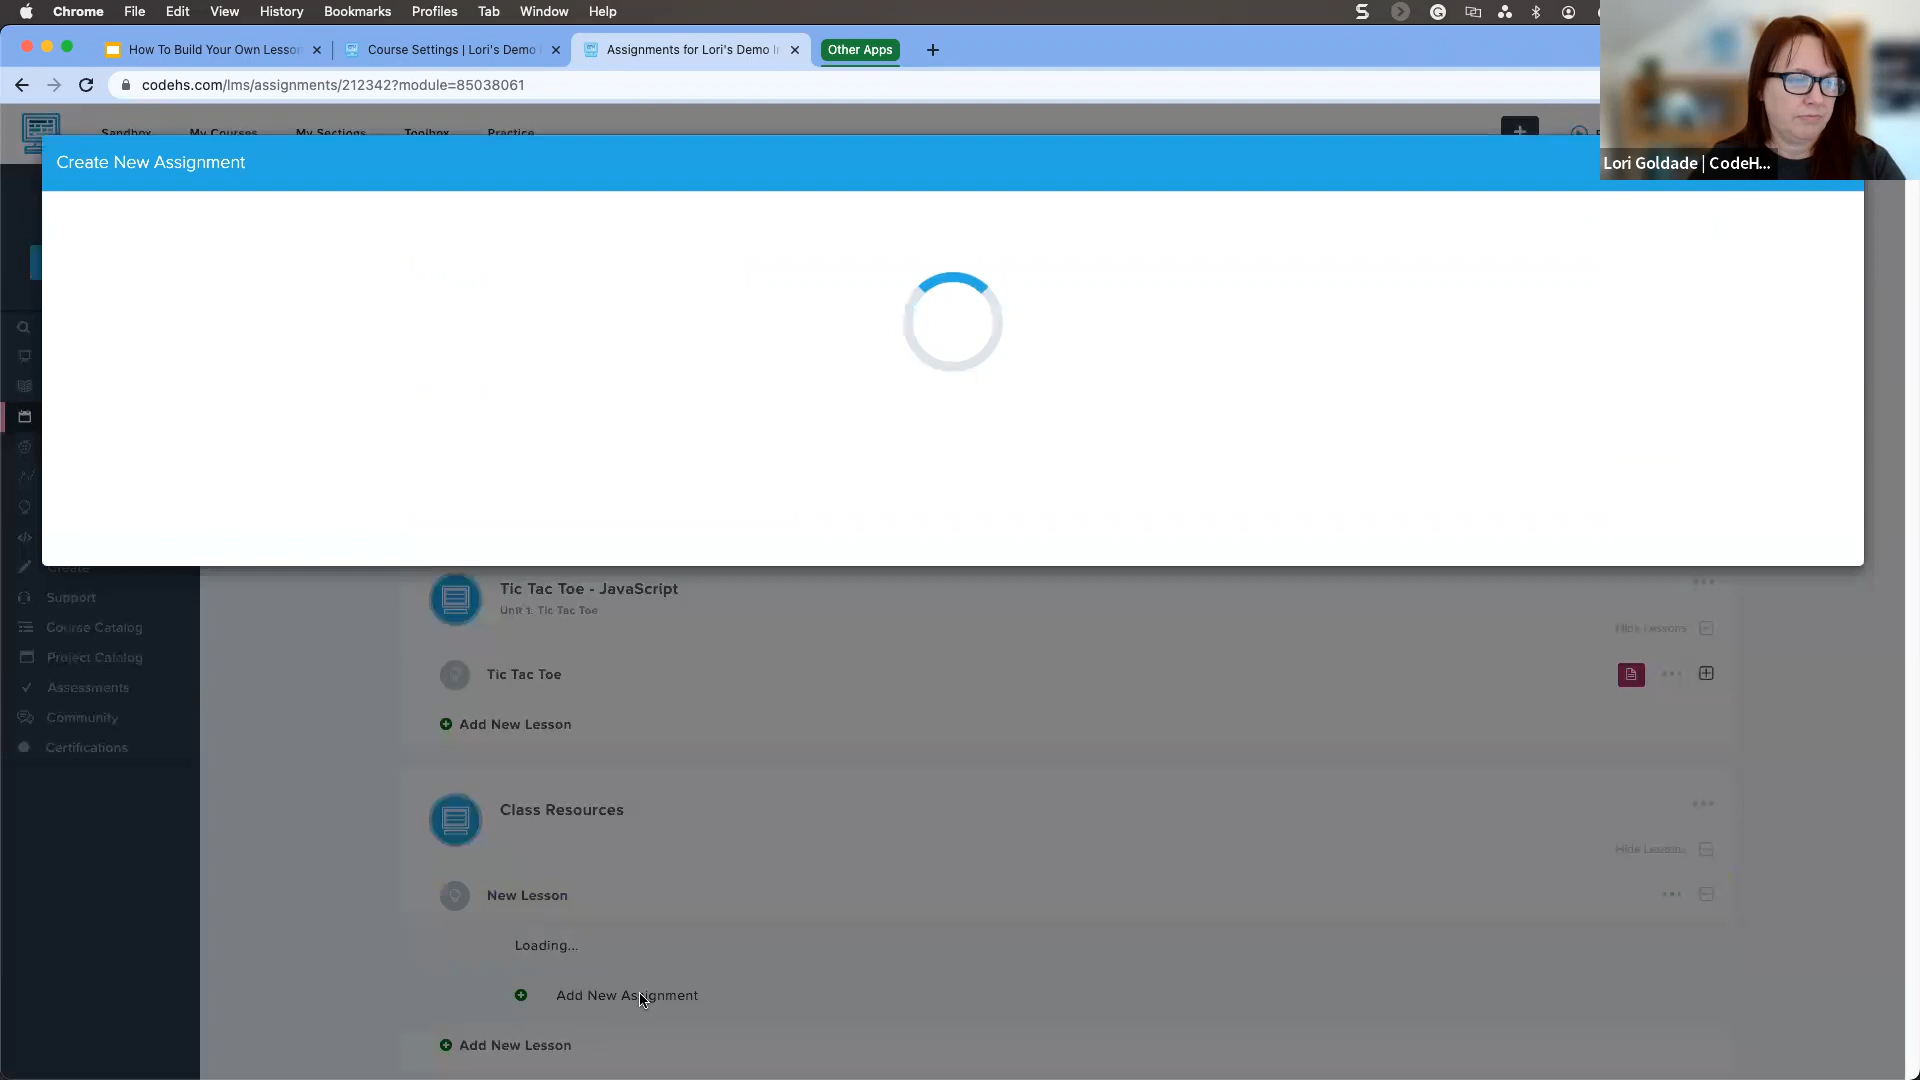 Chrome File Edit View History Bookmarks Profiles Tab Window Help
How To Build Your Own Lesson
Course Settings | Lori's Demo
Assignments for Lori's Demo I
Other Apps
codehs.com/lms/assignments/212342?module=85038061
Sandbox My Courses My Sections Toolbox Practice
Lori Goldade | CodeH...
Create New Assignment
Create
Support
Course Catalog
Project Catalog
Assessments
Community
Certifications
Tic Tac Toe - JavaScript
Unit 1: Tic Tac Toe
Hide Lessons
Tic Tac Toe
Add New Lesson
Class Resources
Hide Lessons
New Lesson
Loading...
Add New Assignment
Add New Lesson